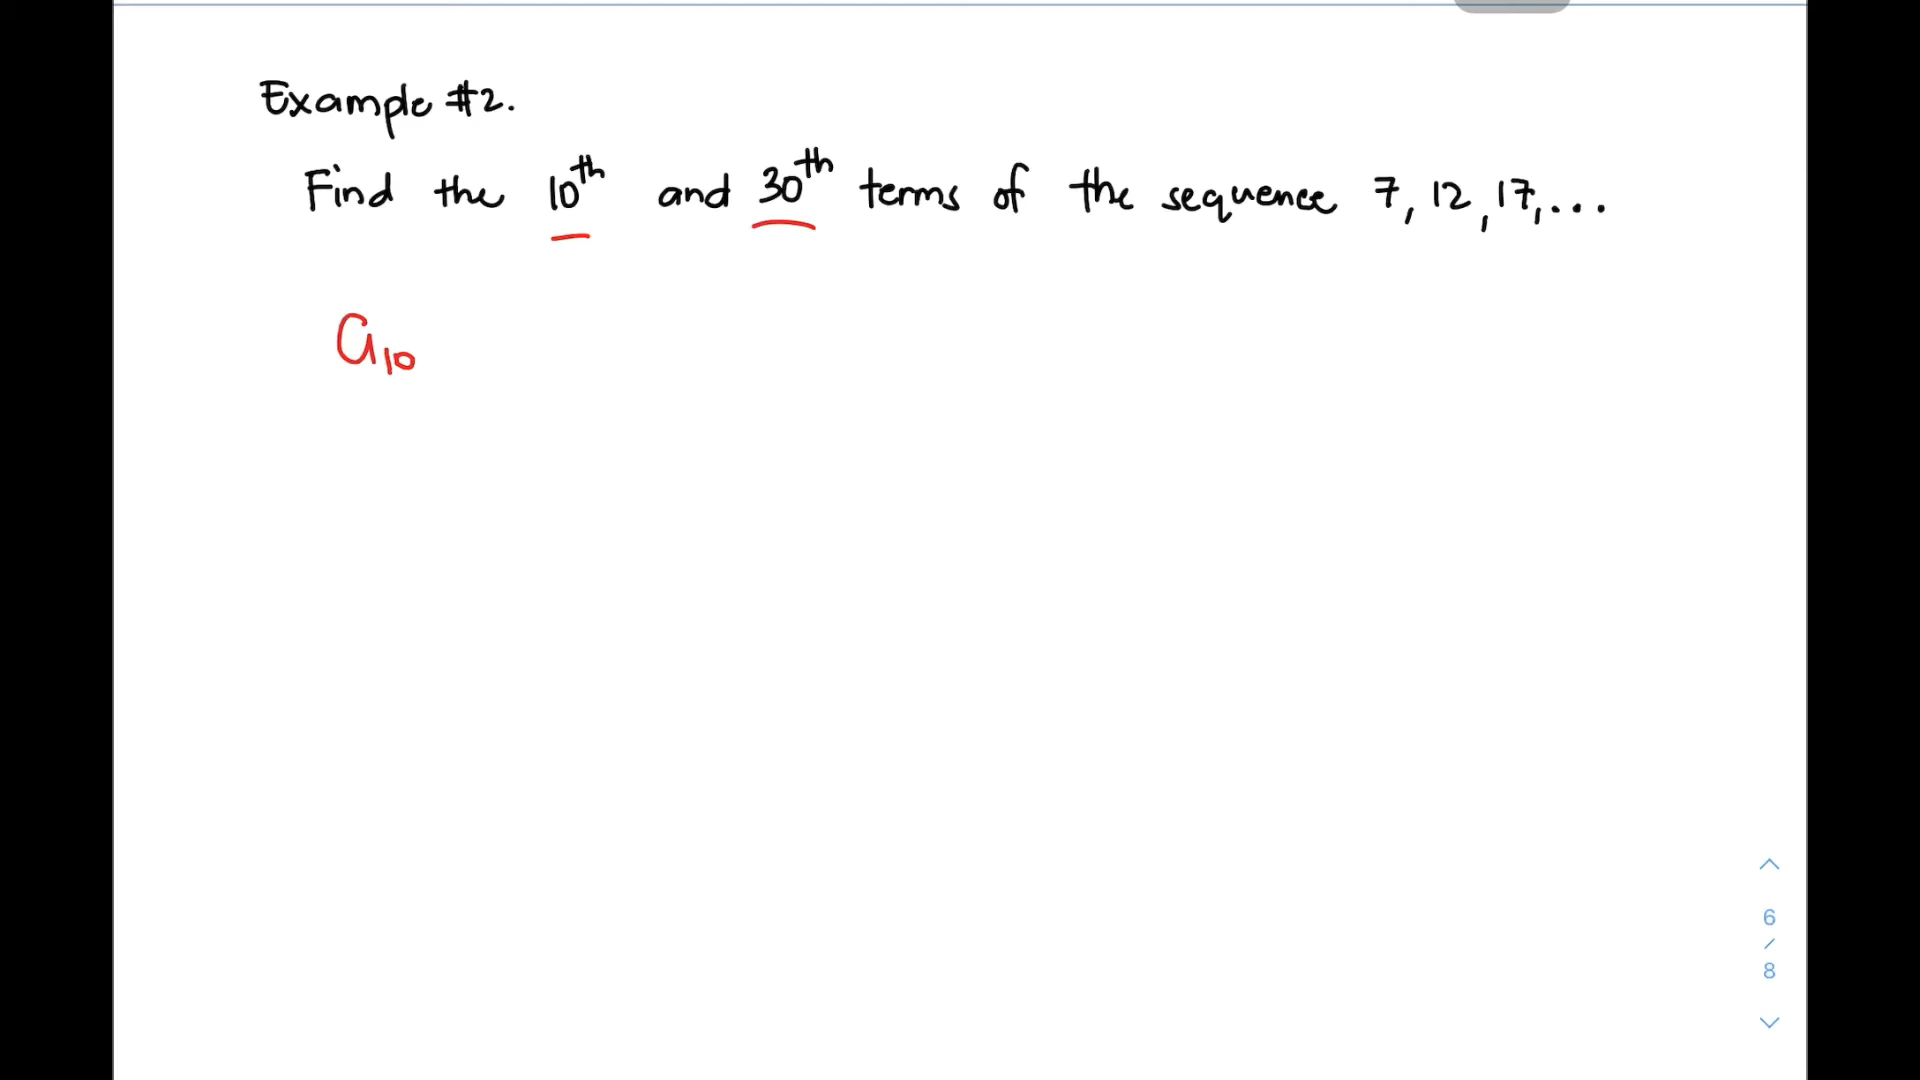 Example #2.
Find the 10th and 30th terms of the sequence 7, 12, 17, ...
a10
6
/
8